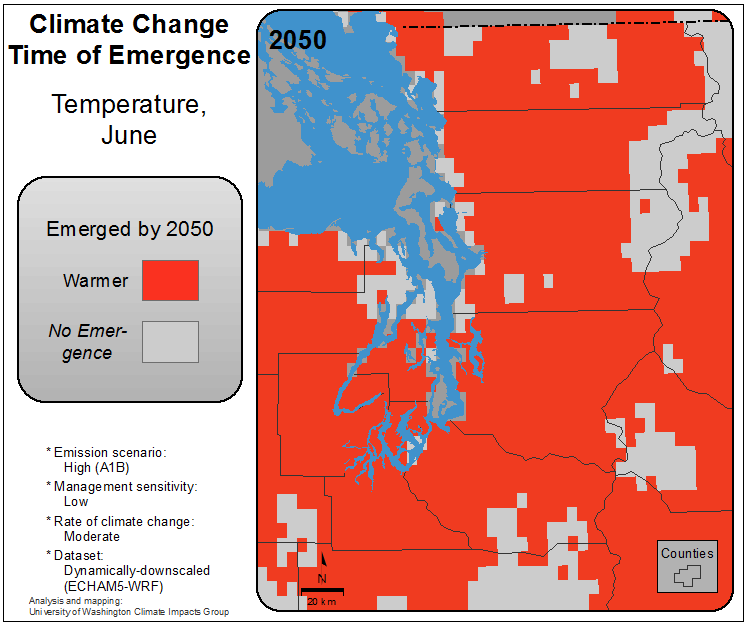 Climate Change
Time of Emergence
Temperature,
June
Emerged by 2050
Warmer
No Emer-
gence
* Emission scenario:
High (A1B)
* Management sensitivity:
Low
* Rate of climate change:
Moderate
* Dataset:
Dynamically-downscaled
(ECHAM5-WRF)
Analysis and mapping:
University of Washington Climate Impacts Group
2050
N
20 km
Counties